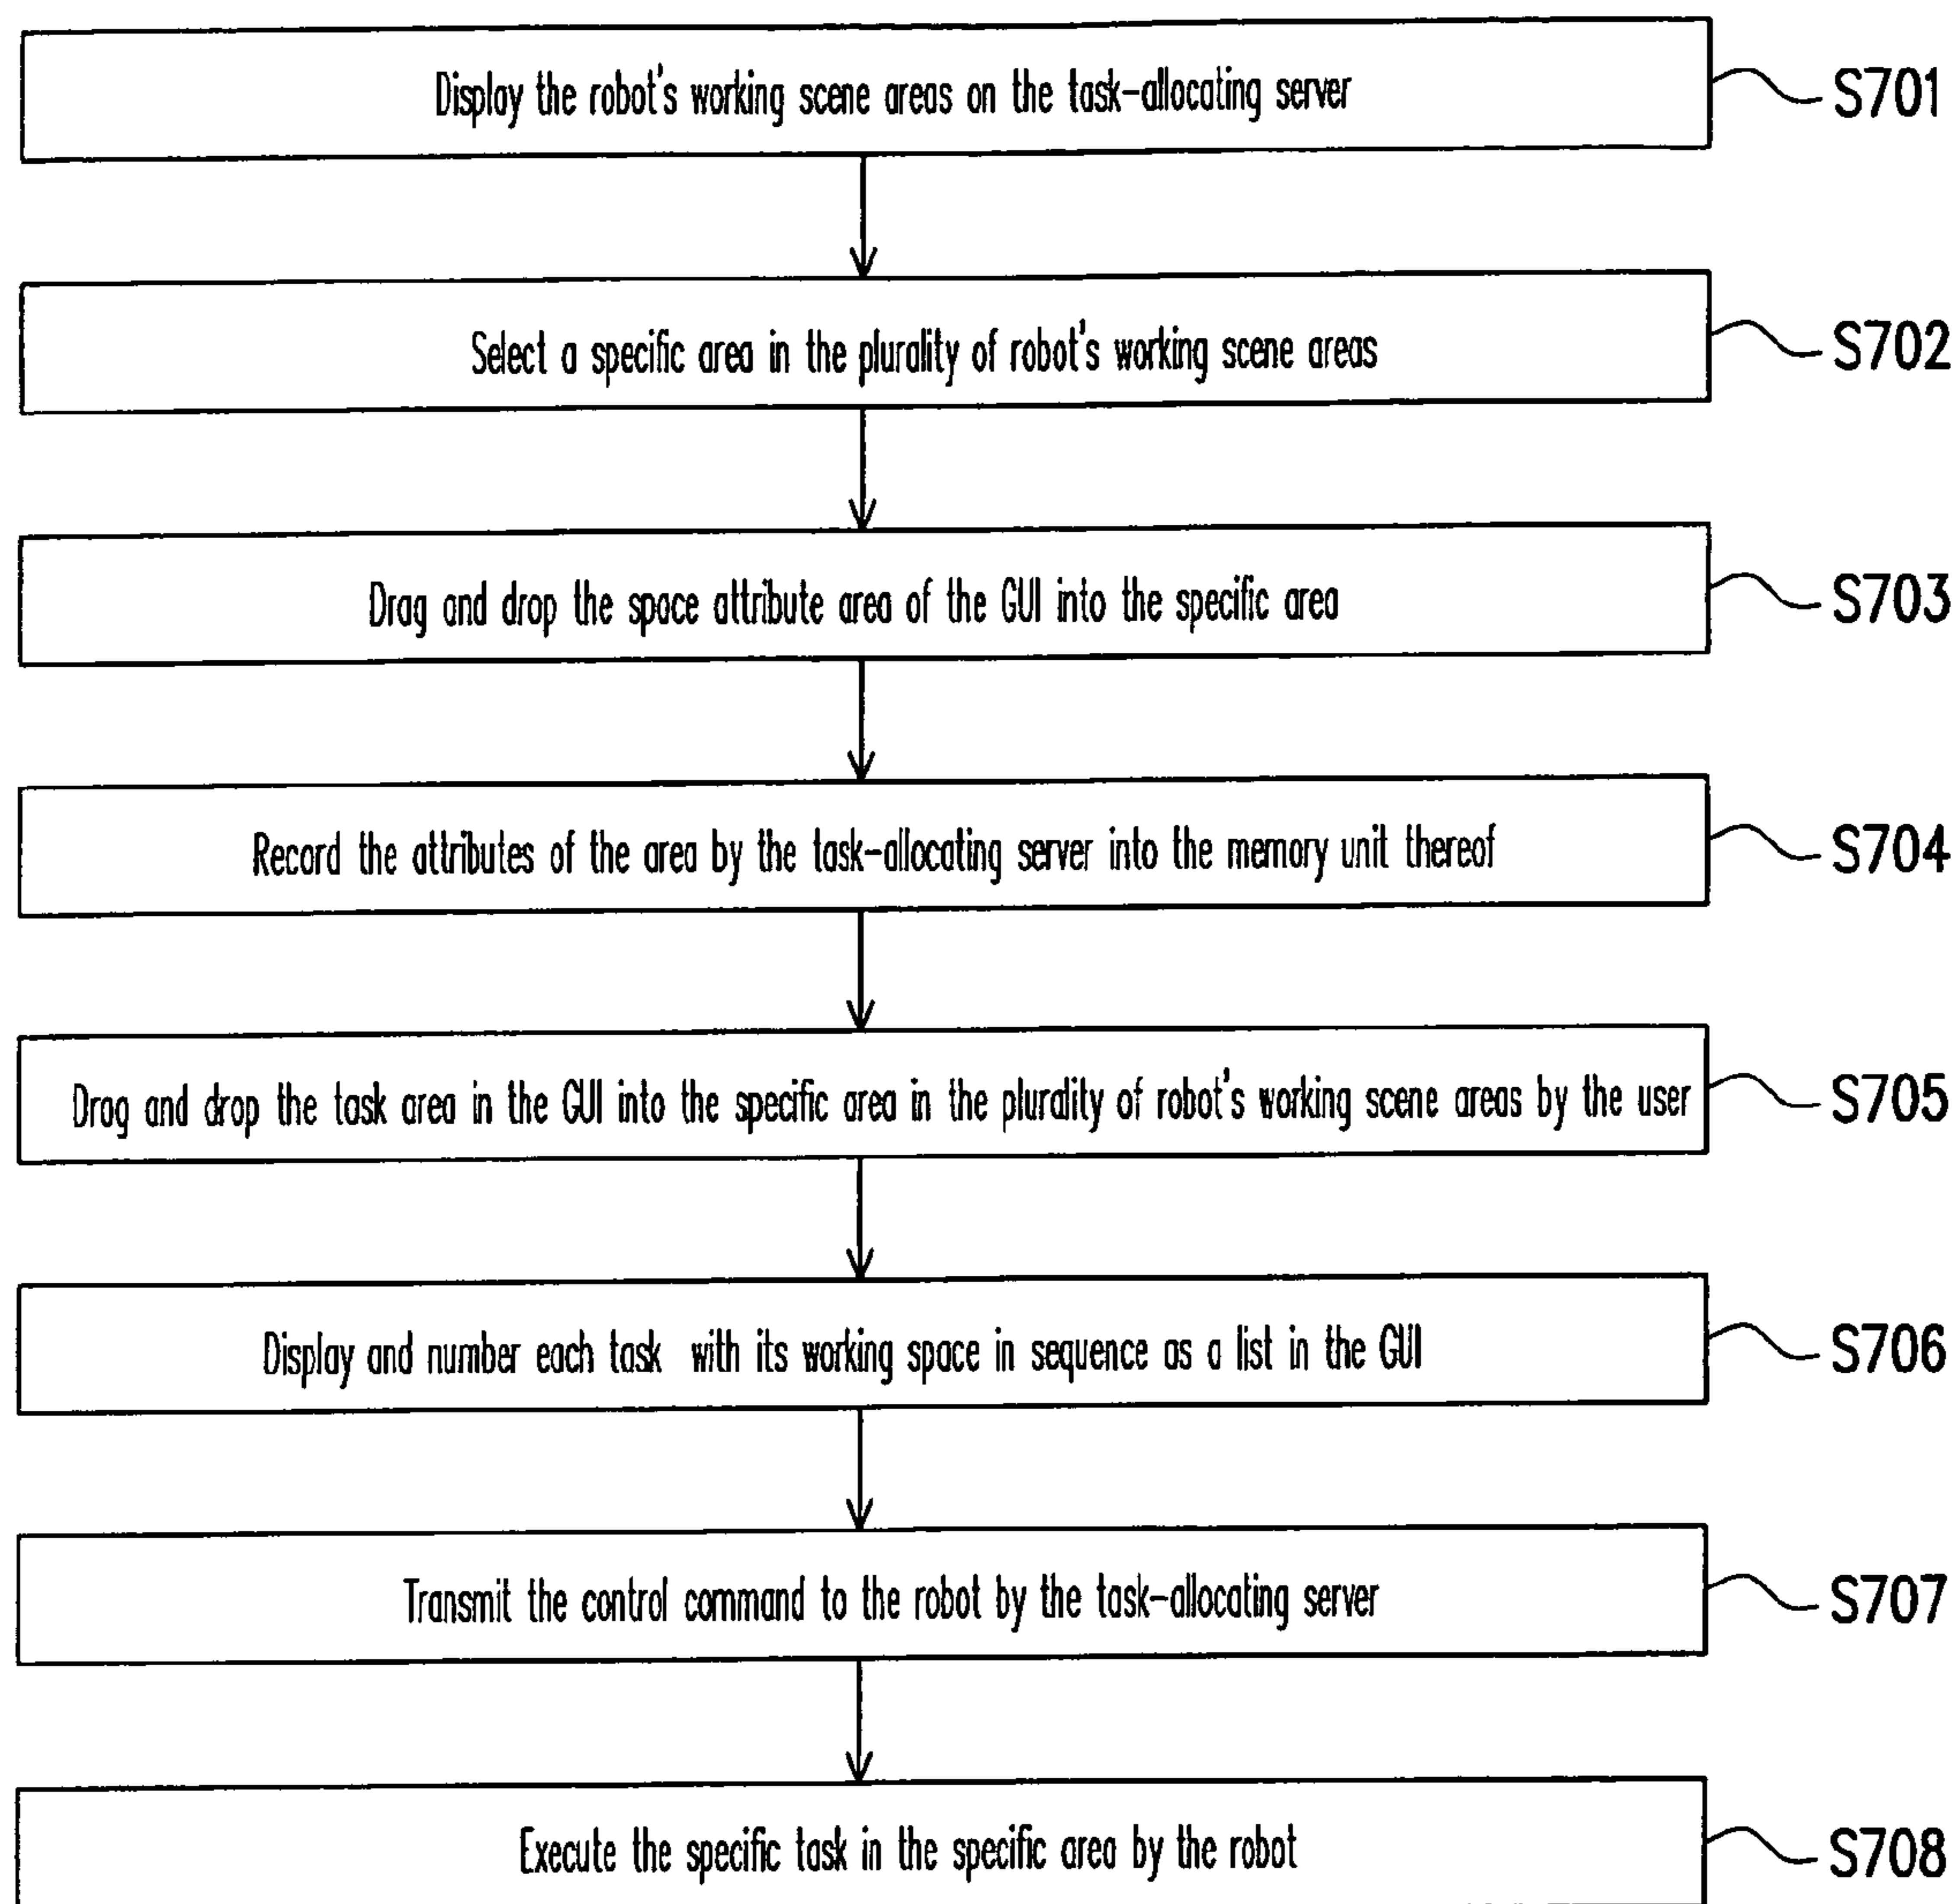 Display the robot's working scene areas on the task-allocating server
S701
Select a specific area in the plurality of robot's working scene areas
S702
Drag and drop the space attribute area of the GUI into the specific area
S703
Record the attributes of the area by the task-allocating server into the memory unit thereof
S704
Drag and drop the task area in the GUI into the specific area in the plurality of robot's working scene areas by the user
S705
Display and number each task with its working space in sequence as a list in the GUI
S706
Transmit the control command to the robot by the task-allocating server
S707
Execute the specific task in the specific area by the robot
S708